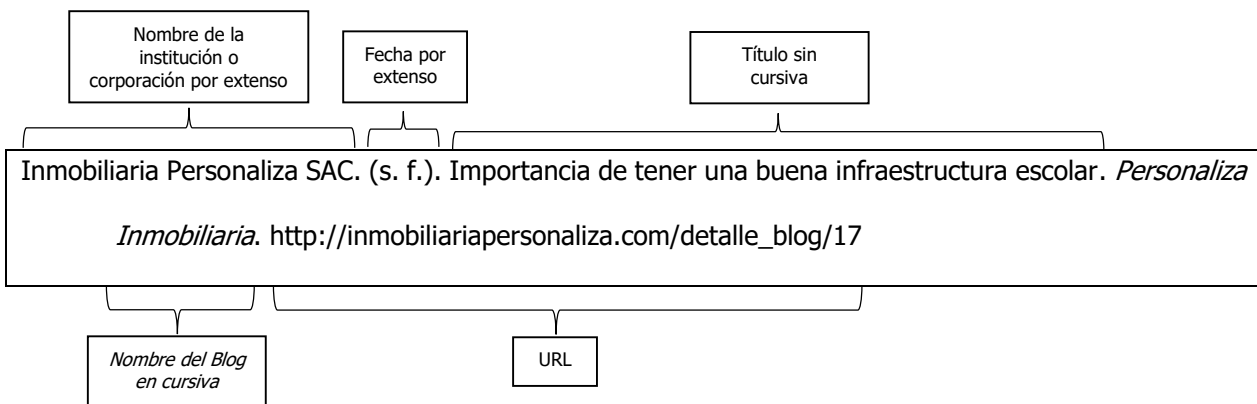 Nombre de la
institución o
corporación por extenso
Fecha por
extenso
Título sin
cursiva
Inmobiliaria Personaliza SAC. (s. f.). Importancia de tener una buena infraestructura escolar. Personaliza
Inmobiliaria. http://inmobiliariapersonaliza.com/detalle_blog/17
Nombre del Blog
en cursiva
URL